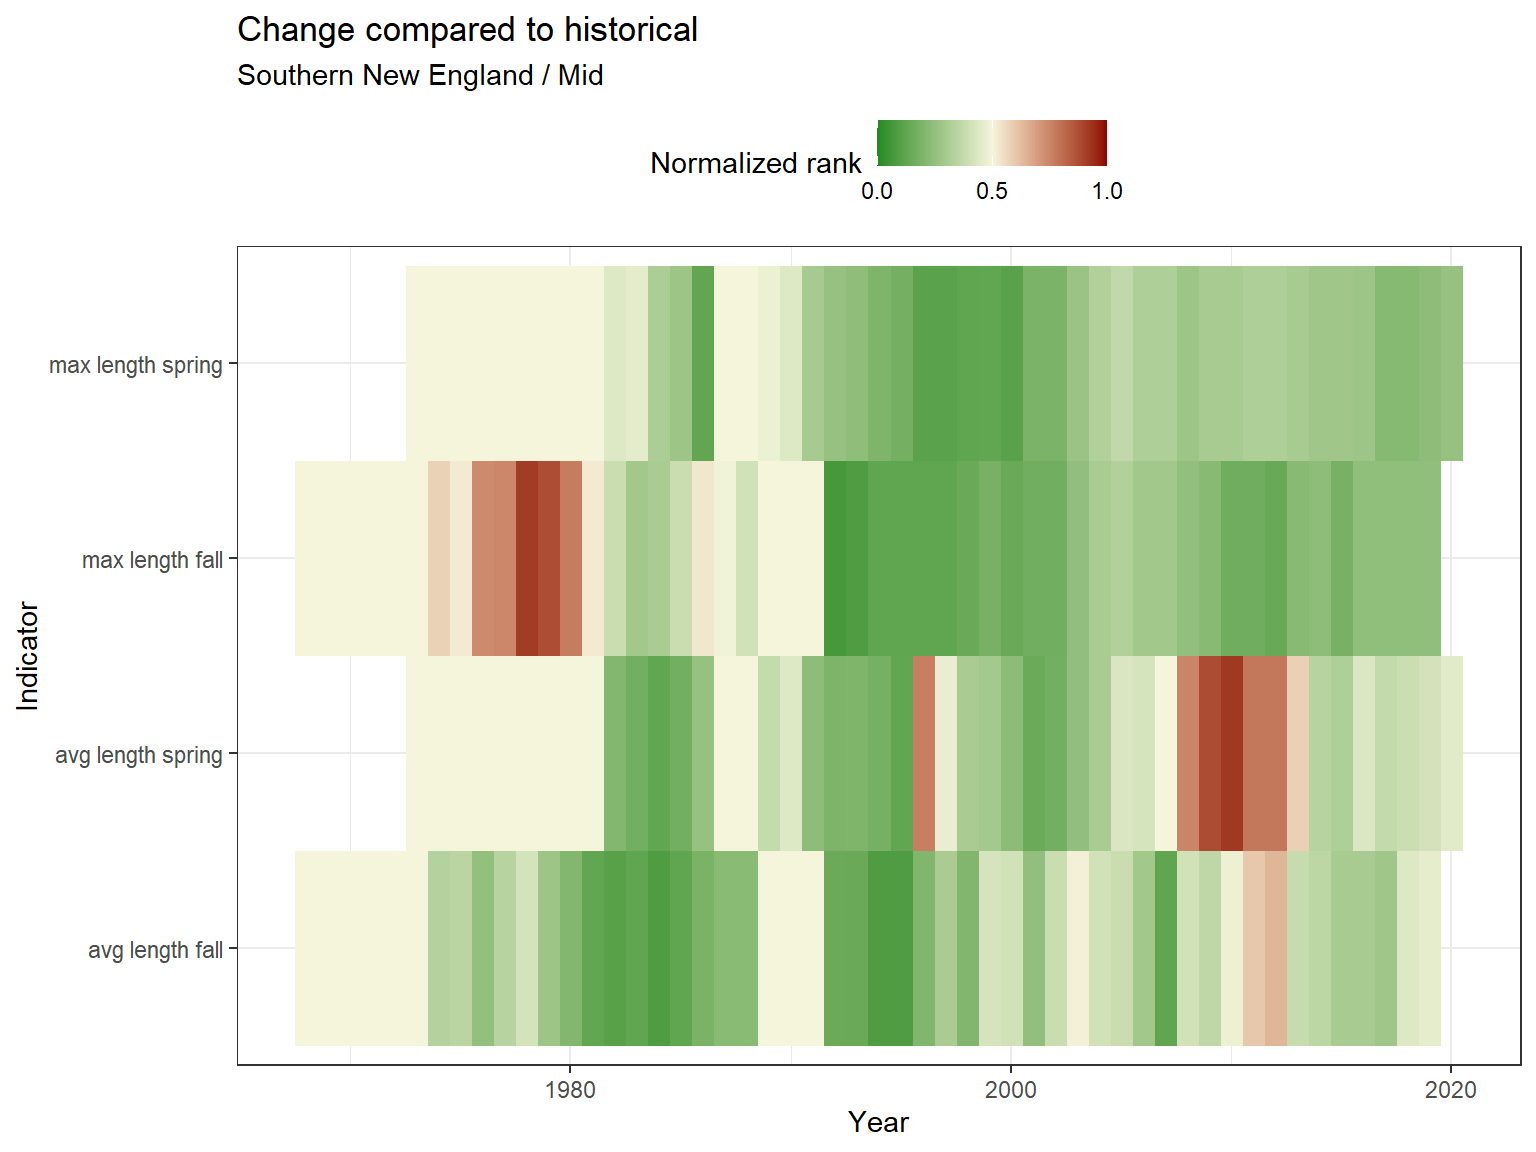 Change compared to historical
Southern New England / Mid
Normalized rank
0.0 0.5 1.0
max length spring
max length fall
avg length spring
avg length fall
Indicator
1980 2000 2020
Year